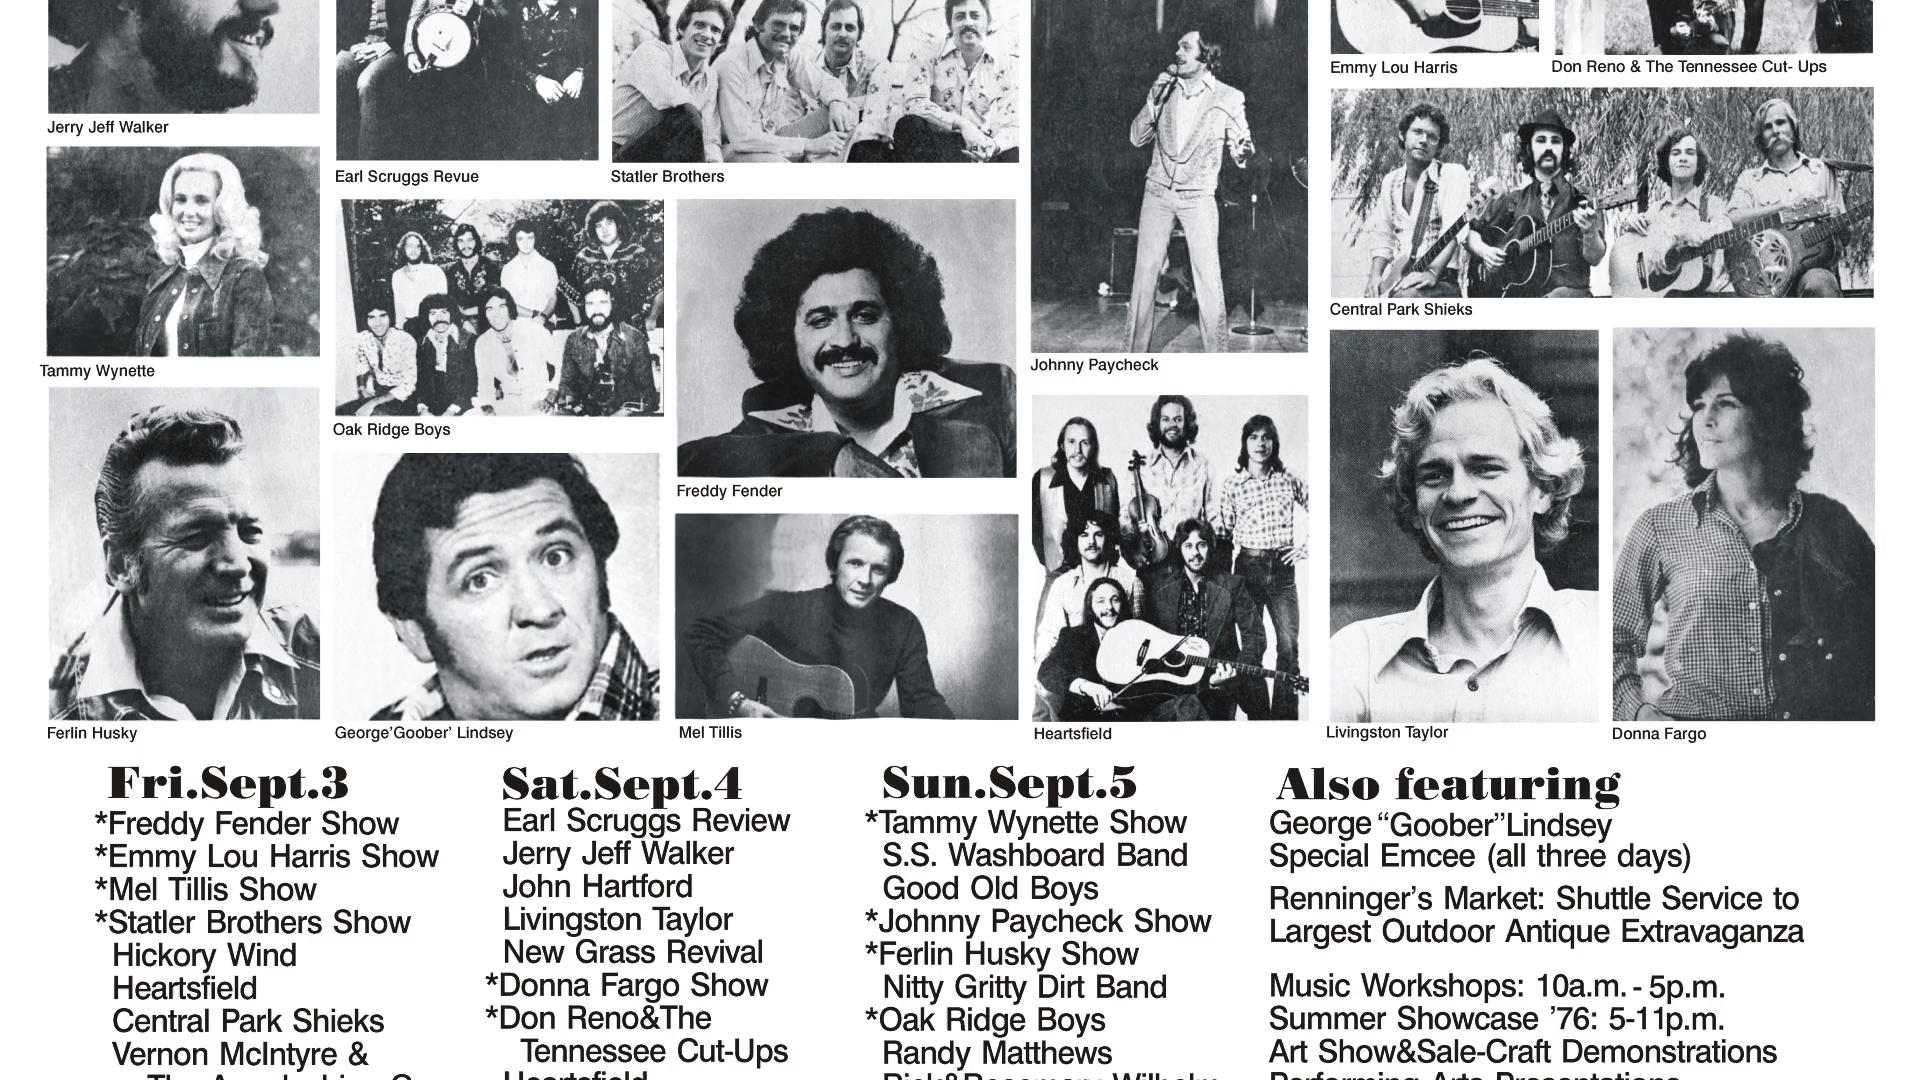 Emmy Lou Harris
Don Reno & The Tennessee Cut- Ups
Jerry Jeff Walker
Earl Scruggs Revue
Statler Brothers
Central Park Shieks
Johnny Paycheck
Tammy Wynette
Oak Ridge Boys
Freddy Fender
Ferlin Husky
George'Goober' Lindsey
Mel Tillis
Heartsfield
Livingston Taylor
Donna Fargo
Fri.Sept.3
*Freddy Fender Show
*Emmy Lou Harris Show
*Mel Tillis Show
*Statler Brothers Show
Hickory Wind
Heartsfield
Central Park Shieks
Vernon McIntyre &
Sat.Sept.4
Earl Scruggs Review
Jerry Jeff Walker
John Hartford
Livingston Taylor
New Grass Revival
*Donna Fargo Show
*Don Reno&The
Tennessee Cut-Ups
Heartsfield
Sun.Sept.5
*Tammy Wynette Show
S.S. Washboard Band
Good Old Boys
*Johnny Paycheck Show
*Ferlin Husky Show
Nitty Gritty Dirt Band
*Oak Ridge Boys
Randy Matthews
Also featuring
George “Goober”Lindsey
Special Emcee (all three days)
Renninger's Market: Shuttle Service to
Largest Outdoor Antique Extravaganza
Music Workshops: 10a.m. - 5p.m.
Summer Showcase '76: 5-11p.m.
Art Show&Sale-Craft Demonstrations
Performing Arts Presentations